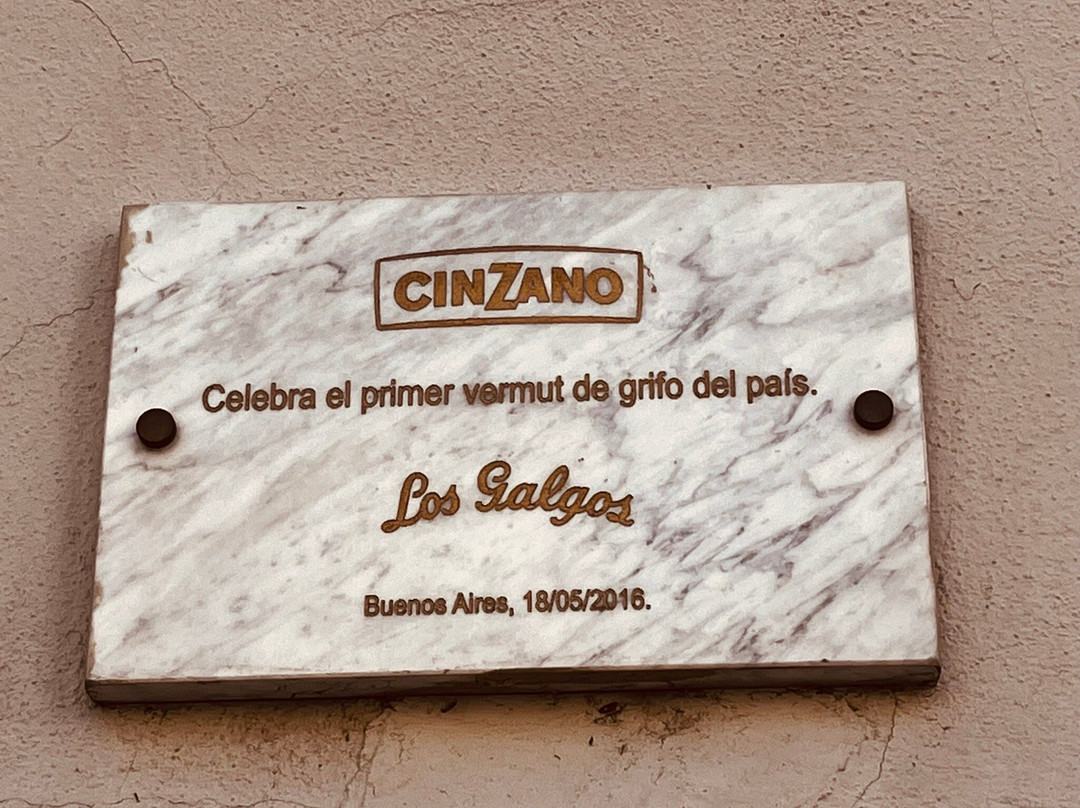 CINZANO
Celebra el primer vermut de grifo del país.
Los Galgos
Buenos Aires, 18/05/2016.